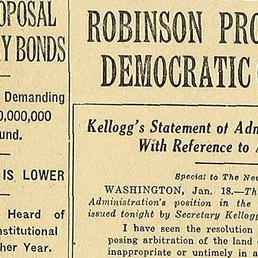 OPOSAL
Y BONDS
Demanding
0,000,000
und.
IS LOWER
Heard of
nstitutional
her Year.
ROBINSON PRO
DEMOCRATIC
Kellogg's Statement of Adm
With Reference to
Special to The New
WASHINGTON, Jan. 18.—Th
Administration's position in the
issued tonight by Secretary Kellog
I have seen the resolution
posing arbitration of the land
inappropriate or untimely in a